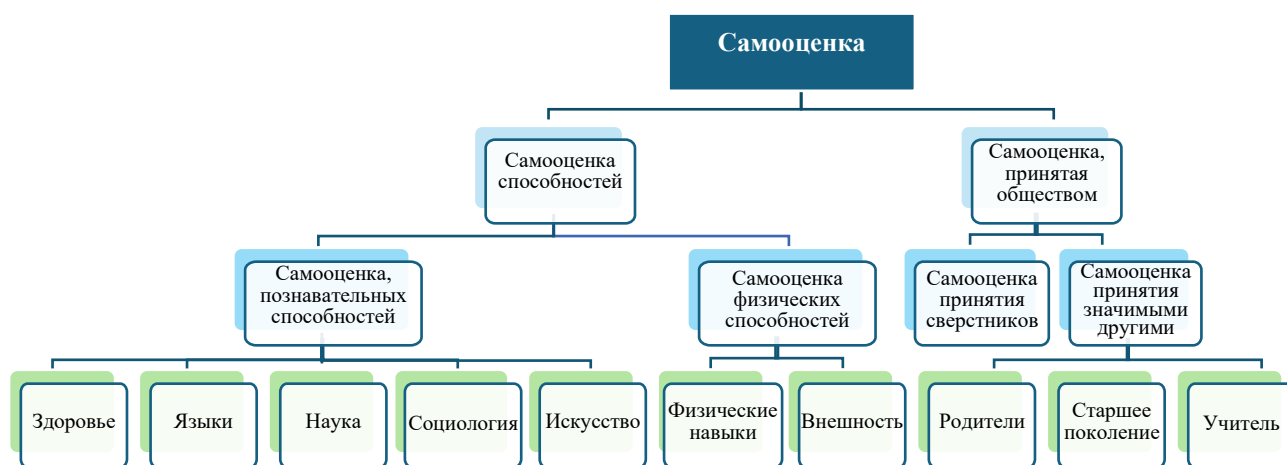 Самооценка
Самооценка
способностей
Самооценка,
принятая
обществом
Самооценка,
познавательных
способностей
Самооценка
физических
способностей
Самооценка
принятия
сверстников
Самооценка
принятия
значимыми
другими
Здоровье
Языки
Наука
Социология
Искусство
Физические
навыки
Внешность
Родители
Старшее
поколение
Учитель